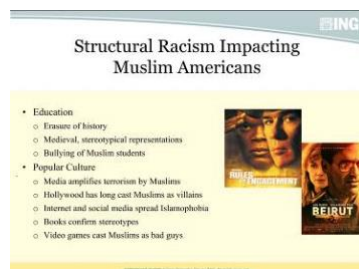 ING
Structural Racism Impacting
Muslim Americans
• Education
o Erasure of history
o Medieval, stereotypical representations
o Bullying of Muslim students
• Popular Culture
o Media amplifies terrorism by Muslims
o Hollywood has long cast Muslims as villains
o Internet and social media spread Islamophobia
o Books confirm stereotypes
o Video games cast Muslims as bad guys
RULES
ENGAGEMENT
BEIRUT